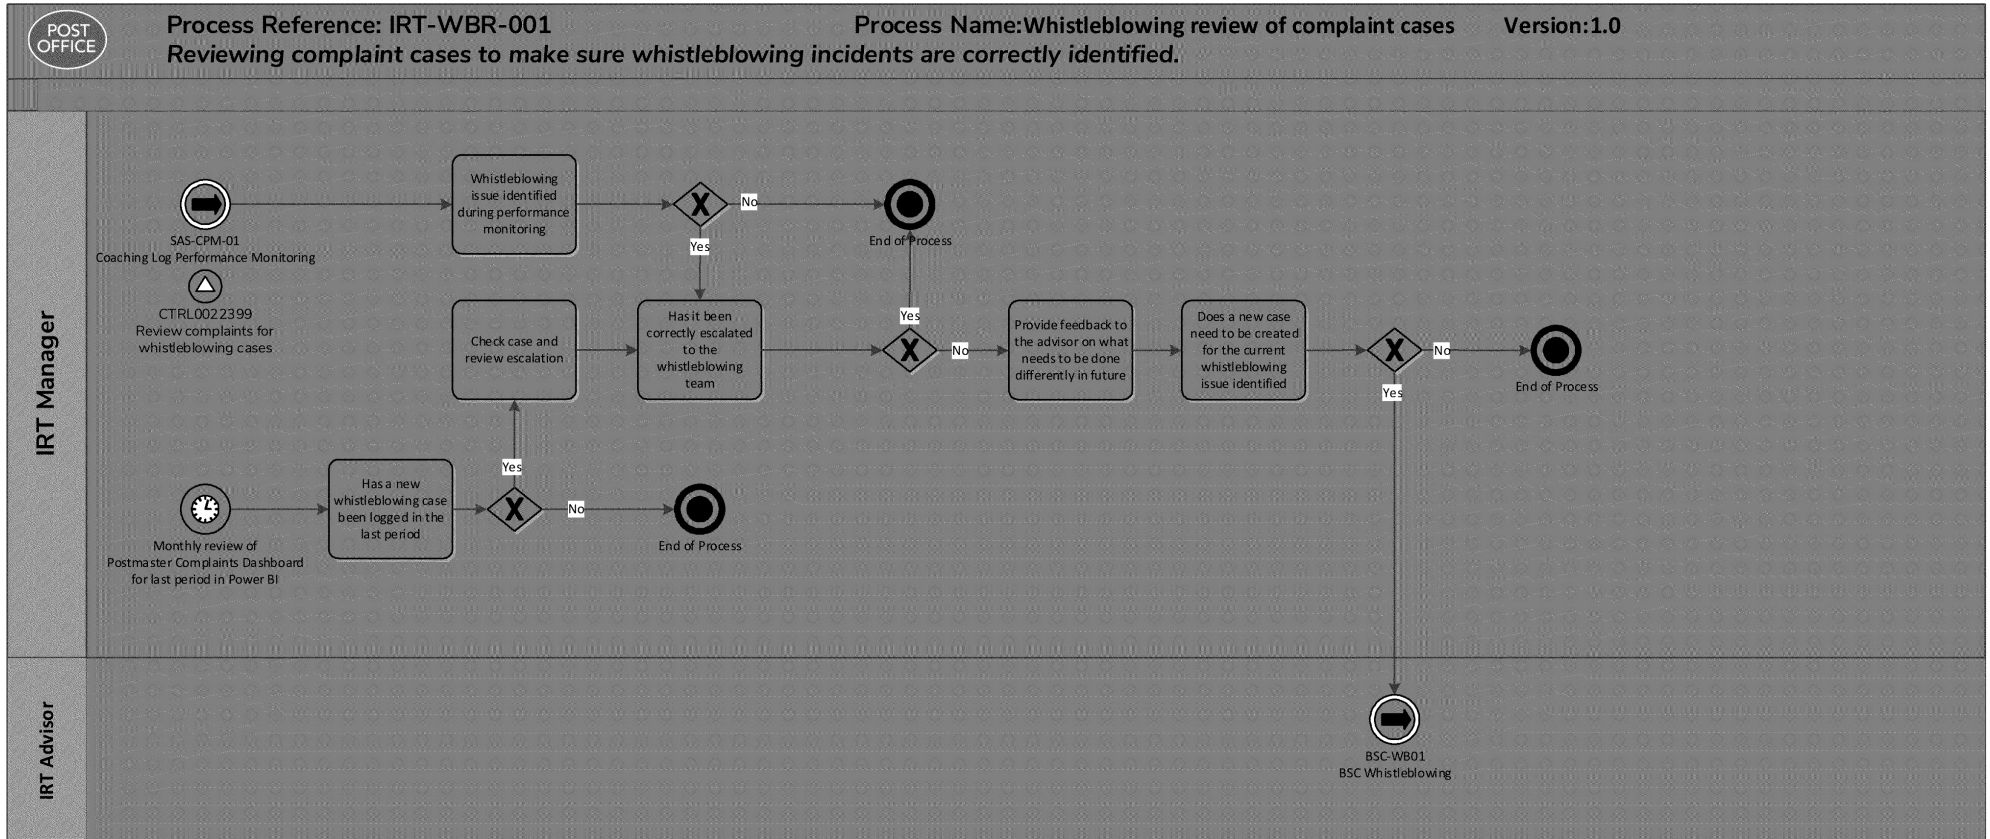 POST
OFFICE
Process Reference: IRT-WBR-001
Process Name:Whistleblowing review of complaint cases
Version:1.0
Reviewing complaint cases to make sure whistleblowing incidents are correctly identified.
IRT Manager
SAS-CPM-01
Coaching Log Performance Monitoring
CTRL0022399
Review complaints for
whistleblowing cases
Whistleblowing
issue identified
during performance
monitoring
No
Yes
End of Process
Check case and
review escalation
Has it been
correctly escalated
to the
whistleblowing
team
Yes
No
Provide feedback to
the advisor on what
needs to be done
differently in future
Does a new case
need to be created
for the current
whistleblowing
issue identified
No
Yes
End of Process
Monthly review of
Postmaster Complaints Dashboard
for last period in Power BI
Has a new
whistleblowing case
been logged in the
last period
Yes
No
End of Process
IRT Advisor
BSC-WB01
BSC Whistleblowing